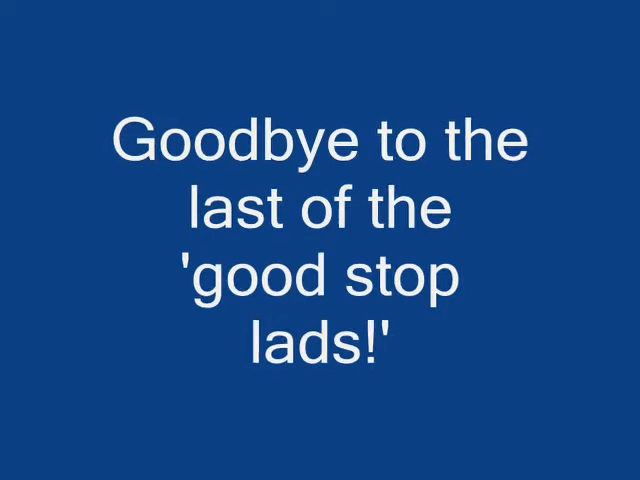 Goodbye to the
last of the
'good stop
lads!'